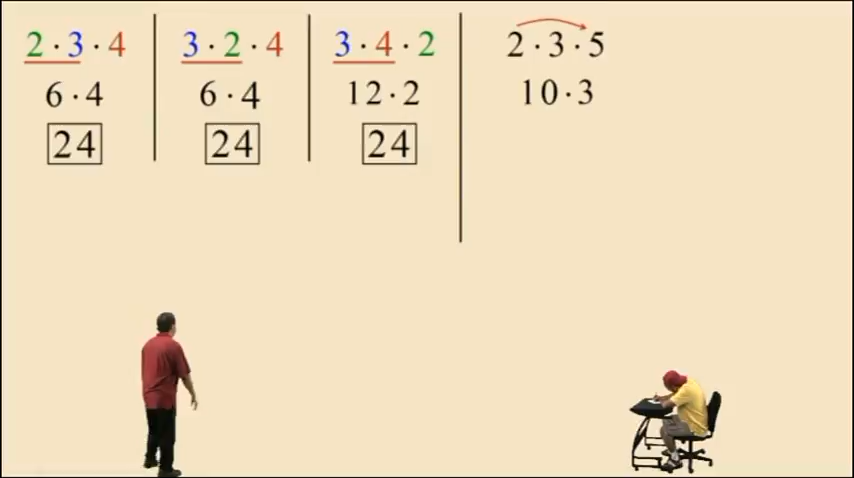 2 · 3 · 4
6 · 4
24
3 · 2 · 4
6 · 4
24
3 · 4 · 2
12 · 2
24
2 · 3 · 5
10 · 3